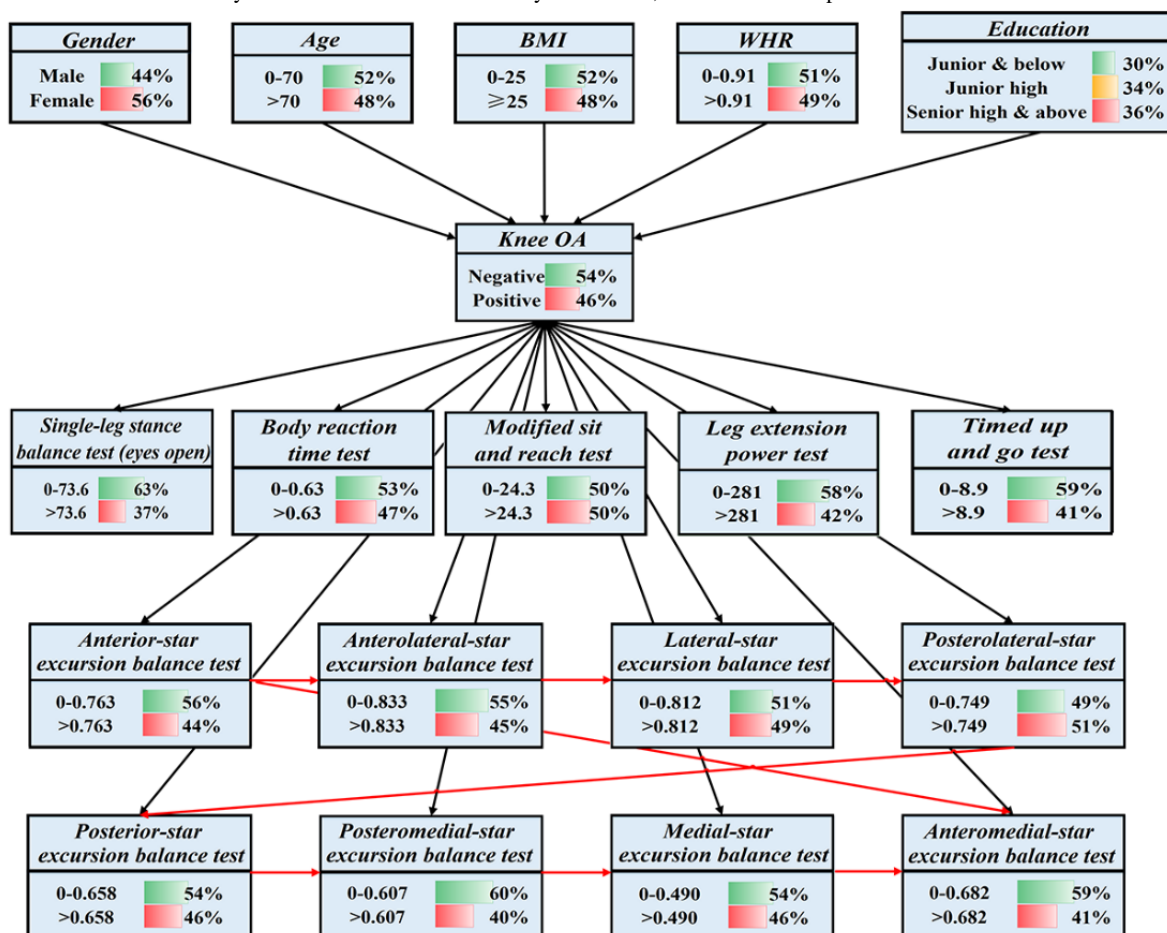 Gender
Male 44%
Female 56%
Age
0-70 52%
>70 48%
BMI
0-25 52%
⩾25 48%
WHR
0-0.91 51%
>0.91 49%
Education
Junior & below 30%
Junior high 34%
Senior high & above 36%
Knee OA
Negative 54%
Positive 46%
Single-leg stance
balance test (eyes open)
0-73.6 63%
>73.6 37%
Body reaction
time test
0-0.63 53%
>0.63 47%
Modified sit
and reach test
0-24.3 50%
>24.3 50%
Leg extension
power test
0-281 58%
>281 42%
Timed up
and go test
0-8.9 59%
>8.9 41%
Anterior-star
excursion balance test
0-0.763 56%
>0.763 44%
Anterolateral-star
excursion balance test
0-0.833 55%
>0.833 45%
Lateral-star
excursion balance test
0-0.812 51%
>0.812 49%
Posterolateral-star
excursion balance test
0-0.749 49%
>0.749 51%
Posterior-star
excursion balance test
0-0.658 54%
>0.658 46%
Posteromedial-star
excursion balance test
0-0.607 60%
>0.607 40%
Medial-star
excursion balance test
0-0.490 54%
>0.490 46%
Anteromedial-star
excursion balance test
0-0.682 59%
>0.682 41%